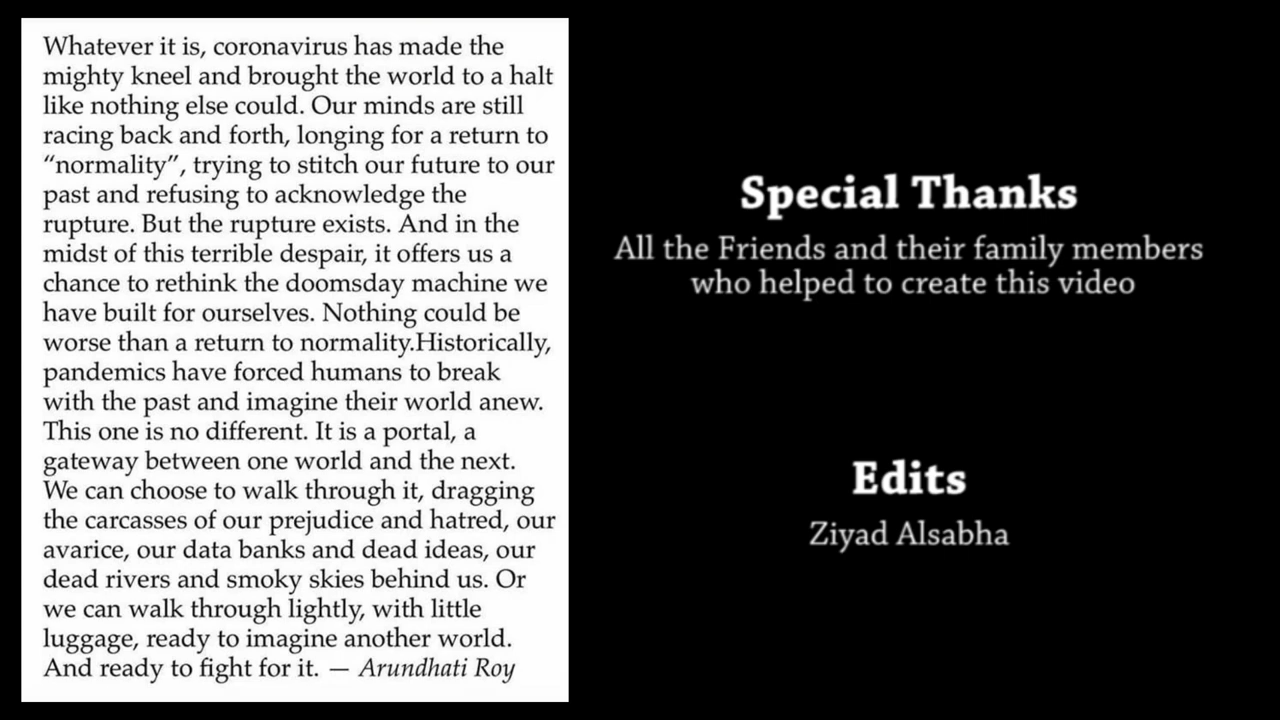 Whatever it is, coronavirus has made the
mighty kneel and brought the world to a halt
like nothing else could. Our minds are still
racing back and forth, longing for a return to
“normality”, trying to stitch our future to our
past and refusing to acknowledge the
rupture. But the rupture exists. And in the
midst of this terrible despair, it offers us a
chance to rethink the doomsday machine we
have built for ourselves. Nothing could be
worse than a return to normality.Historically,
pandemics have forced humans to break
with the past and imagine their world anew.
This one is no different. It is a portal, a
gateway between one world and the next.
We can choose to walk through it, dragging
the carcasses of our prejudice and hatred, our
avarice, our data banks and dead ideas, our
dead rivers and smoky skies behind us. Or
we can walk through lightly, with little
luggage, ready to imagine another world.
And ready to fight for it. — Arundhati Roy
Special Thanks
All the Friends and their family members
who helped to create this video
Edits
Ziyad Alsabha